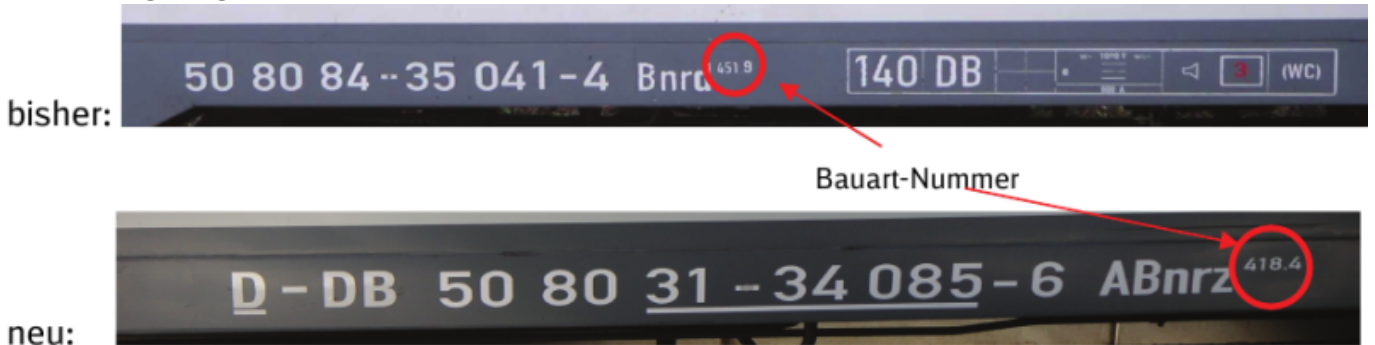 bisher:
50 80 84-35 041-4 Bnrd 451.9
140 DB 3 (WC)
Bauart-Nummer
D-DB 50 80 31-34 085-6 ABnrz 418.4
neu: